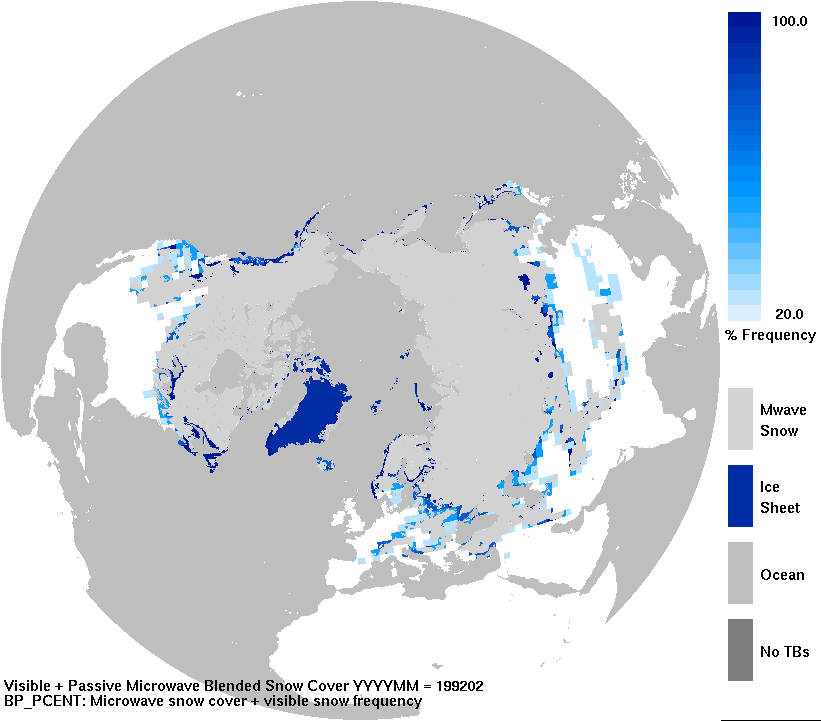 100.0
20.0
% Frequency
Mwave
Snow
Ice
Sheet
Ocean
No TBs
Visible + Passive Microwave Blended Snow Cover YYYYMM = 199202
BP_PCENT: Microwave snow cover + visible snow frequency